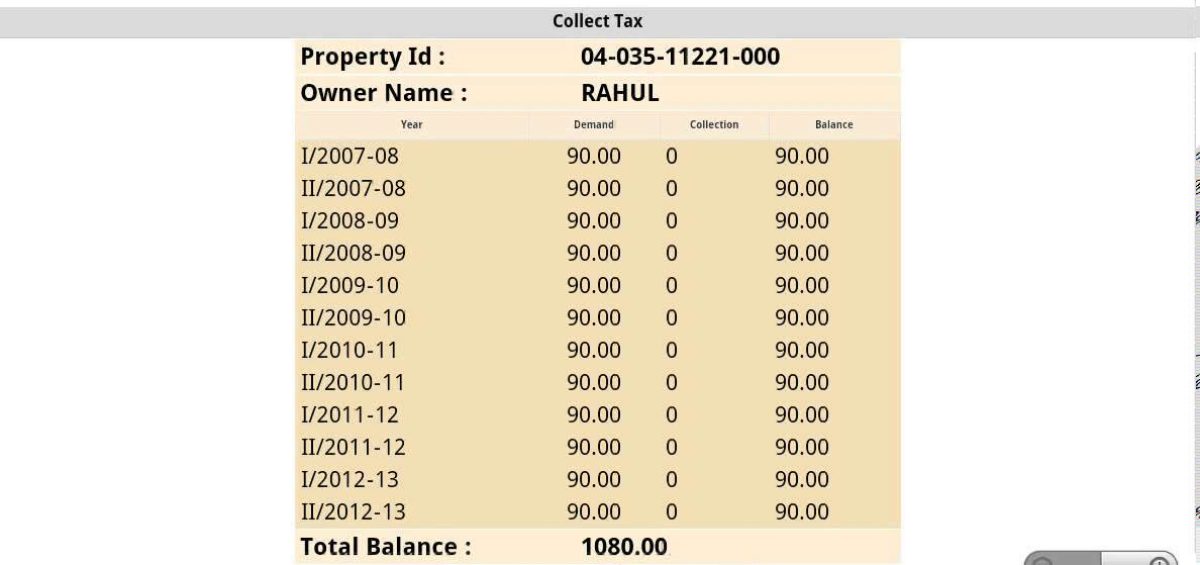 Collect Tax
Property Id : 04-035-11221-000
Owner Name : RAHUL
Year Demand Collection Balance
I/2007-08 90.00 0 90.00
II/2007-08 90.00 0 90.00
I/2008-09 90.00 0 90.00
II/2008-09 90.00 0 90.00
I/2009-10 90.00 0 90.00
II/2009-10 90.00 0 90.00
I/2010-11 90.00 0 90.00
II/2010-11 90.00 0 90.00
I/2011-12 90.00 0 90.00
II/2011-12 90.00 0 90.00
I/2012-13 90.00 0 90.00
II/2012-13 90.00 0 90.00
Total Balance : 1080.00